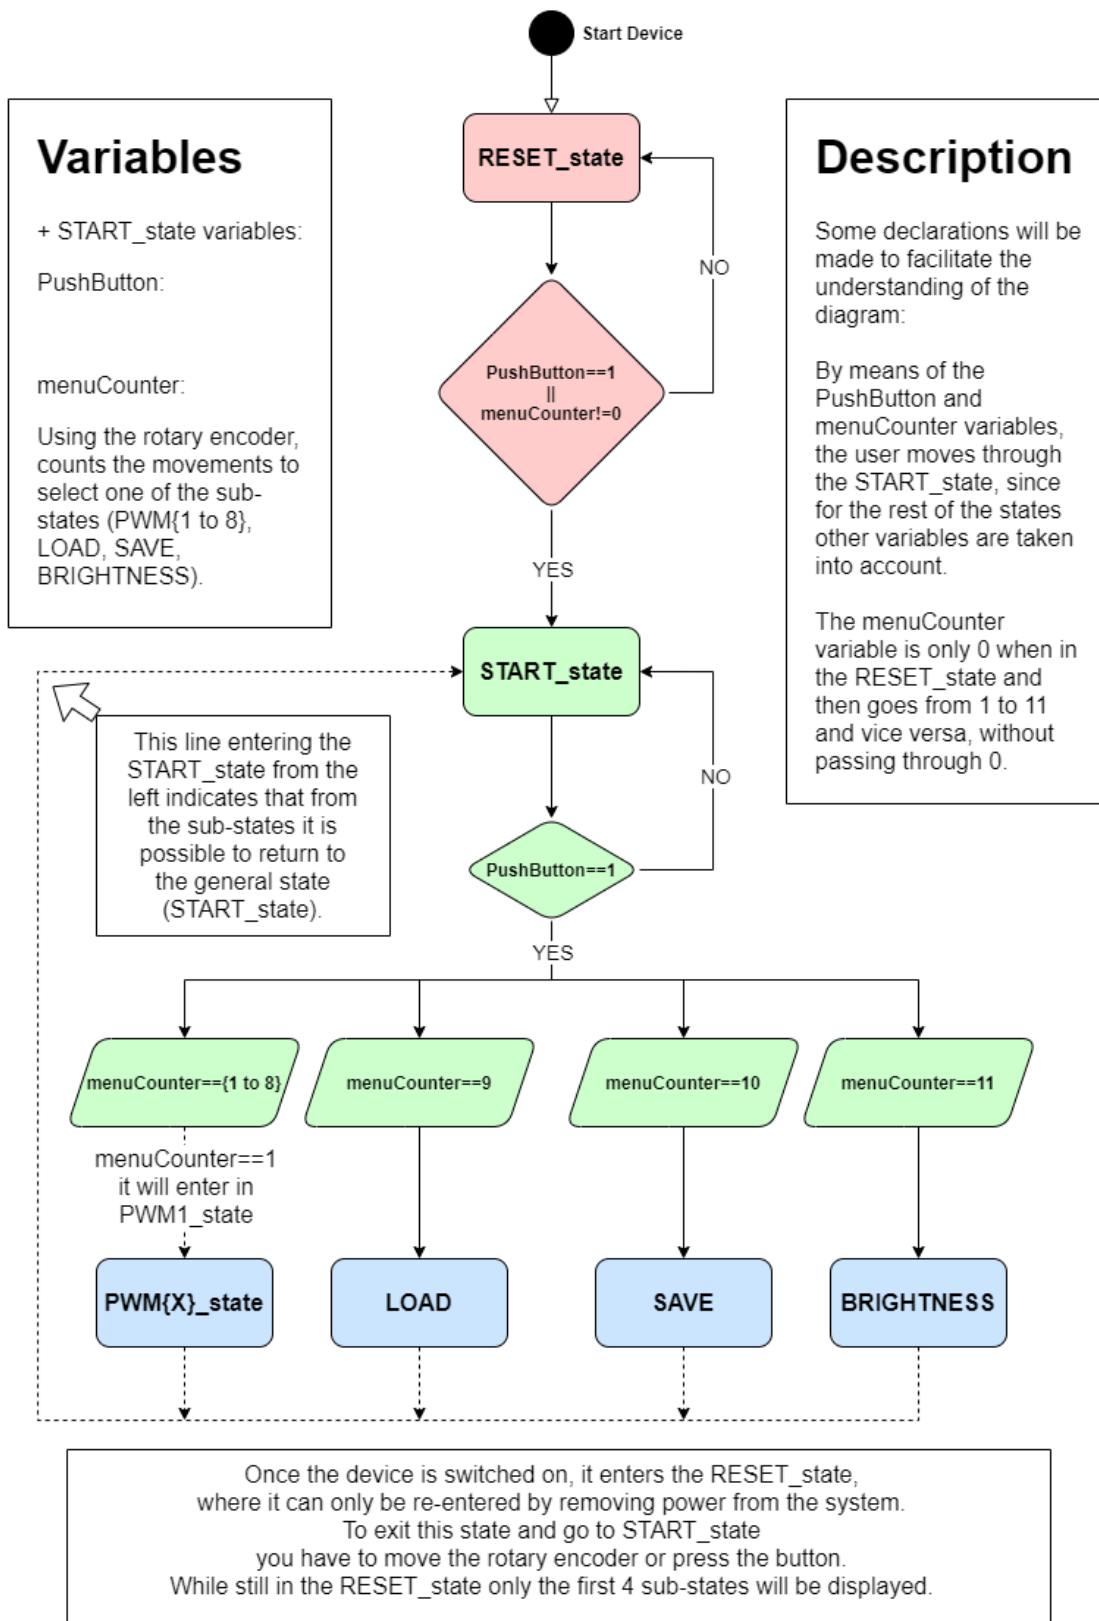 Start Device
Variables
+ START_state variables:
PushButton:
menuCounter:
Using the rotary encoder,
counts the movements to
select one of the sub-
states (PWM{1 to 8},
LOAD, SAVE,
BRIGHTNESS).
RESET_state
NO
PushButton==1
||
menuCounter!=0
YES
Description
Some declarations will be
made to facilitate the
understanding of the
diagram:
By means of the
PushButton and
menuCounter variables,
the user moves through
the START_state, since
for the rest of the states
other variables are taken
into account.
The menuCounter
variable is only 0 when in
the RESET_state and
then goes from 1 to 11
and vice versa, without
passing through 0.
START_state
This line entering the
START_state from the
left indicates that from
the sub-states it is
possible to return to
the general state
(START_state).
NO
PushButton==1
YES
menuCounter=={1 to 8}
menuCounter==9
menuCounter==10
menuCounter==11
menuCounter==1
it will enter in
PWM1_state
PWM{X}_state
LOAD
SAVE
BRIGHTNESS
Once the device is switched on, it enters the RESET_state,
where it can only be re-entered by removing power from the system.
To exit this state and go to START_state
you have to move the rotary encoder or press the button.
While still in the RESET_state only the first 4 sub-states will be displayed.